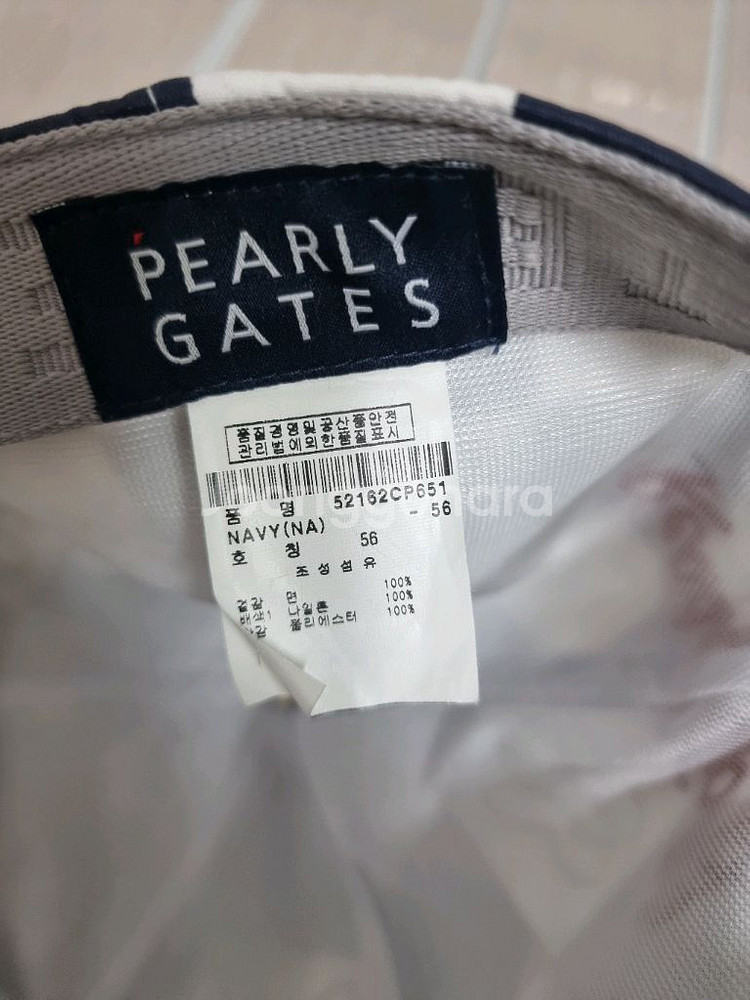 PEARLY
GATES
품질경영및공산품안전
관리법에의한품질표시
품 명 52162CP651
NAVY(NA) - 56
호 칭 56
조성섬유
겉감 면 100%
배색1 나일론 100%
안감 폴리에스터 100%